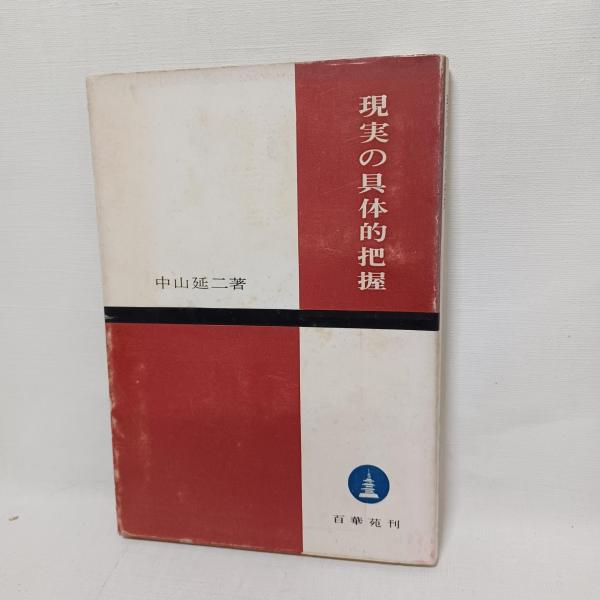 現実の具体的把握
中山延二著
百華苑刊